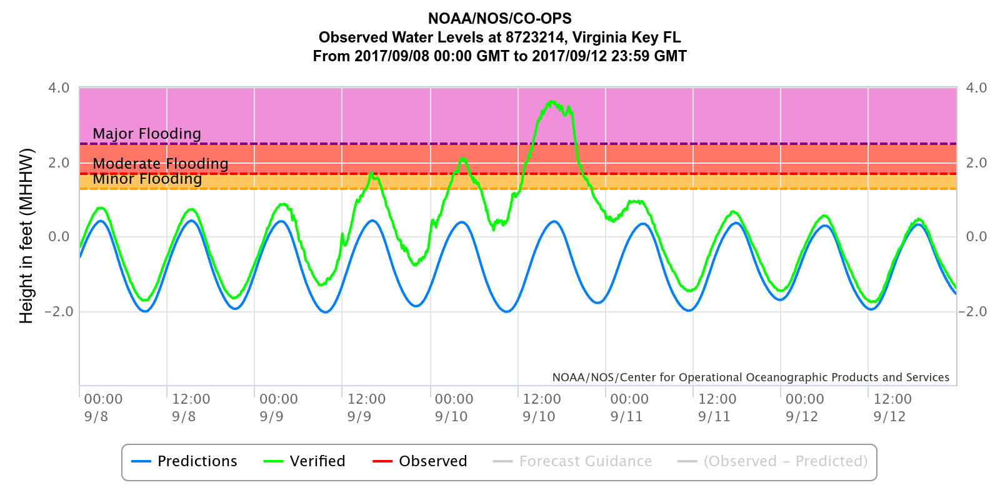 NOAA/NOS/CO-OPS
Observed Water Levels at 8723214, Virginia Key FL
From 2017/09/08 00:00 GMT to 2017/09/12 23:59 GMT
4.0 4.0
Major Flooding
2.0 Moderate Flooding 2.0
Minor Flooding
Height in feet (MHHW)
0.0 0.0
−2.0 −2.0
NOAA/NOS/Center for Operational Oceanographic Products and Services
00:00 12:00 00:00 12:00 00:00 12:00 00:00 12:00 00:00 12:00
9/8 9/8 9/9 9/9 9/10 9/10 9/11 9/11 9/12 9/12
Predictions Verified Observed Forecast Guidance (Observed − Predicted)